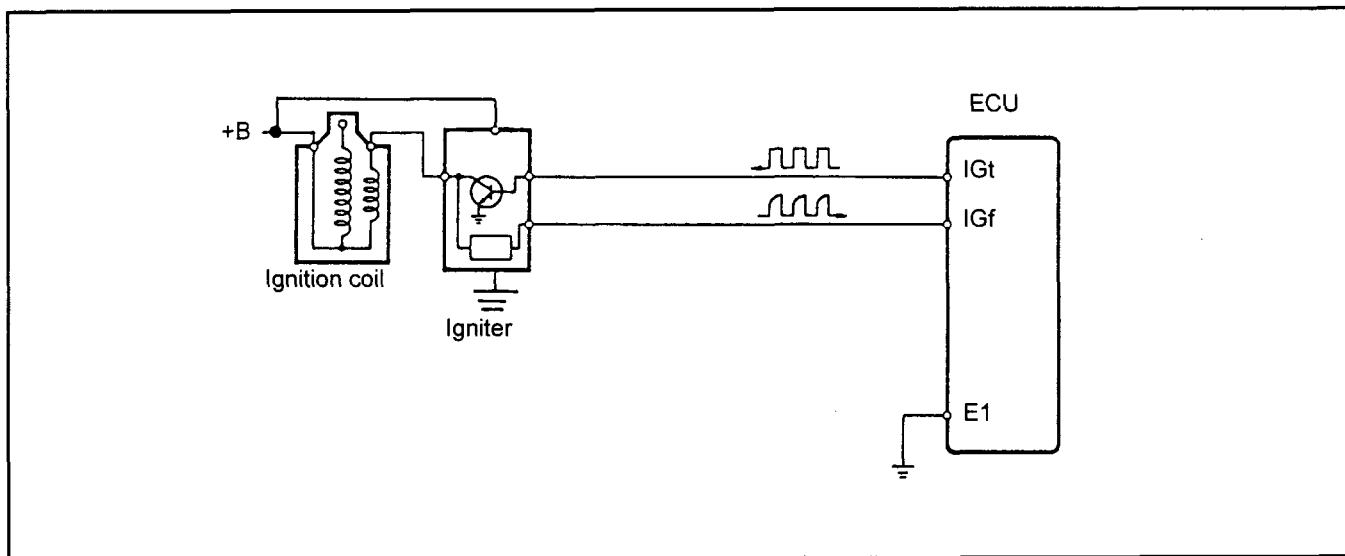 ECU
+B
IGt
IGf
Ignition coil
Igniter
E1